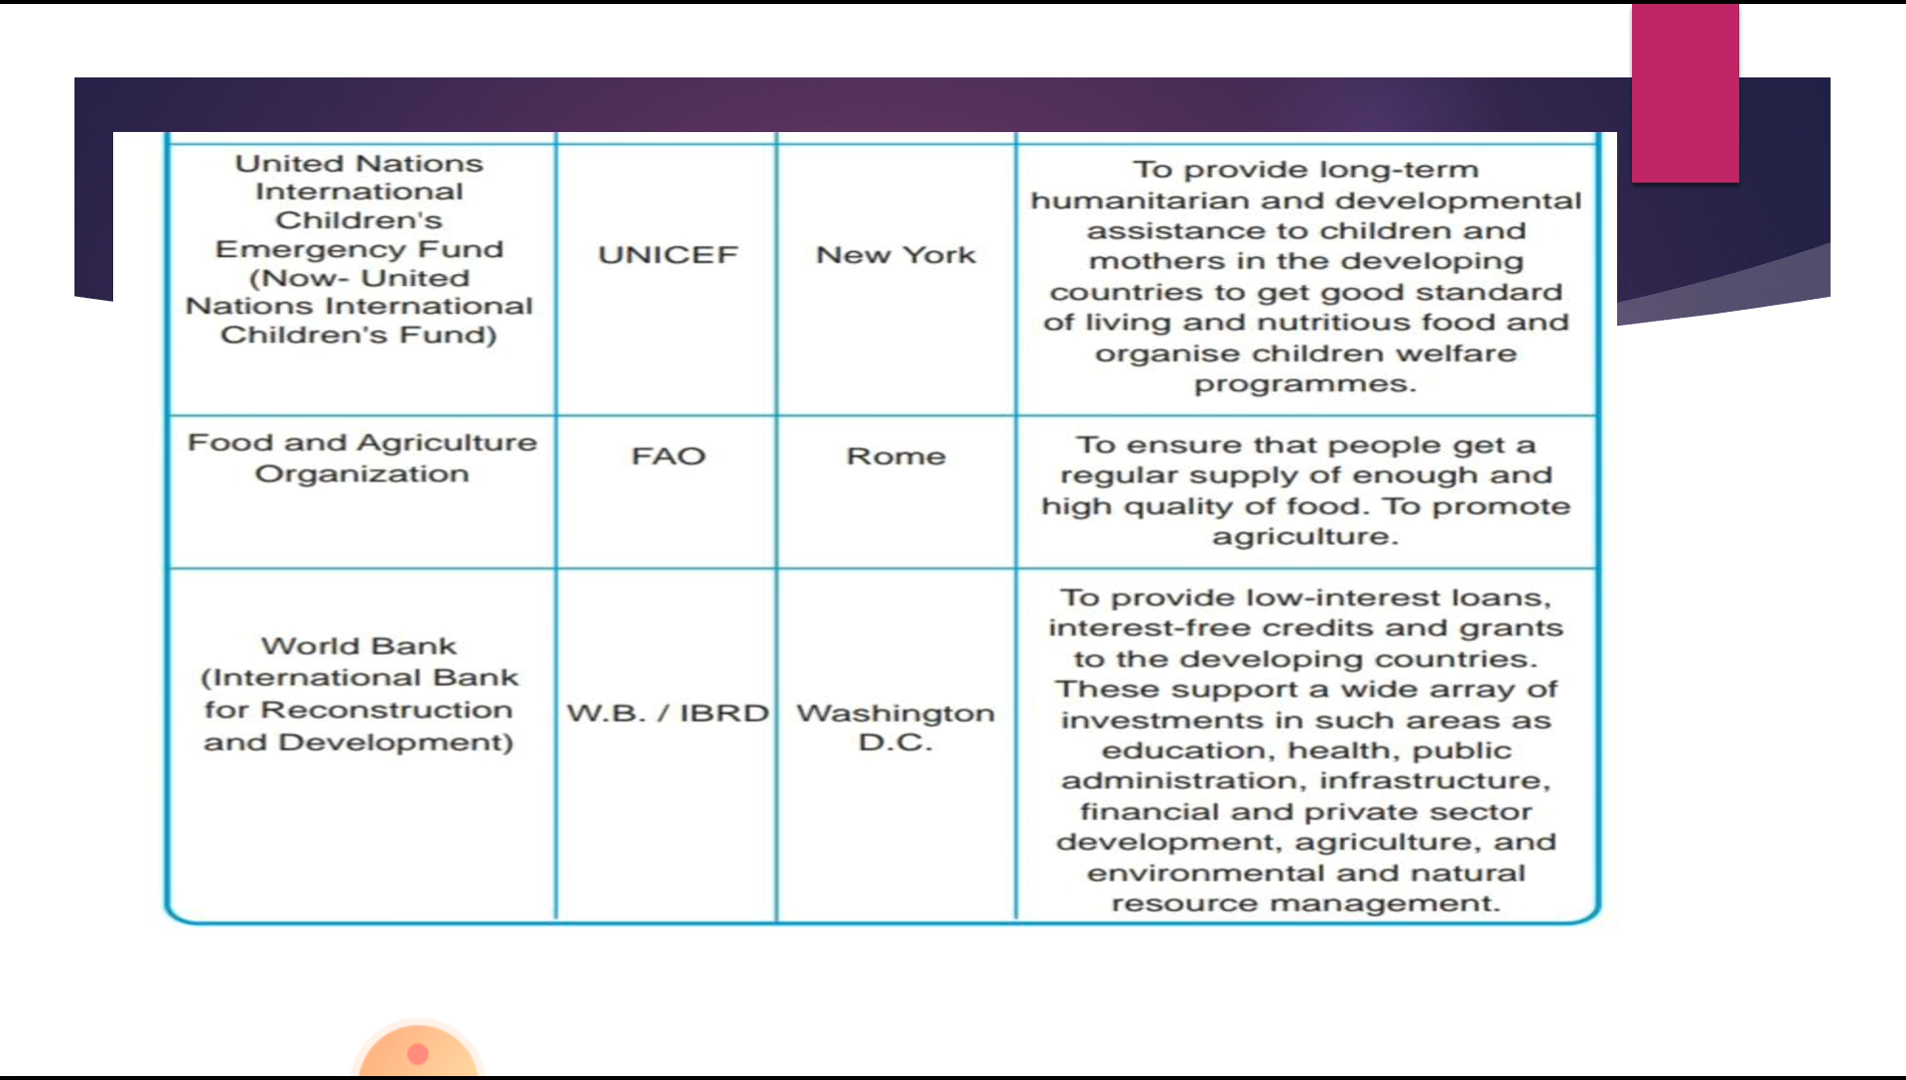 United Nations
International
Children's
Emergency Fund
(Now- United
Nations International
Children's Fund)
UNICEF
New York
To provide long-term
humanitarian and developmental
assistance to children and
mothers in the developing
countries to get good standard
of living and nutritious food and
organise children welfare
programmes.
Food and Agriculture
Organization
FAO
Rome
To ensure that people get a
regular supply of enough and
high quality of food. To promote
agriculture.
World Bank
(International Bank
for Reconstruction
and Development)
W.B. / IBRD
Washington
D.C.
To provide low-interest loans,
interest-free credits and grants
to the developing countries.
These support a wide array of
investments in such areas as
education, health, public
administration, infrastructure,
financial and private sector
development, agriculture, and
environmental and natural
resource management.